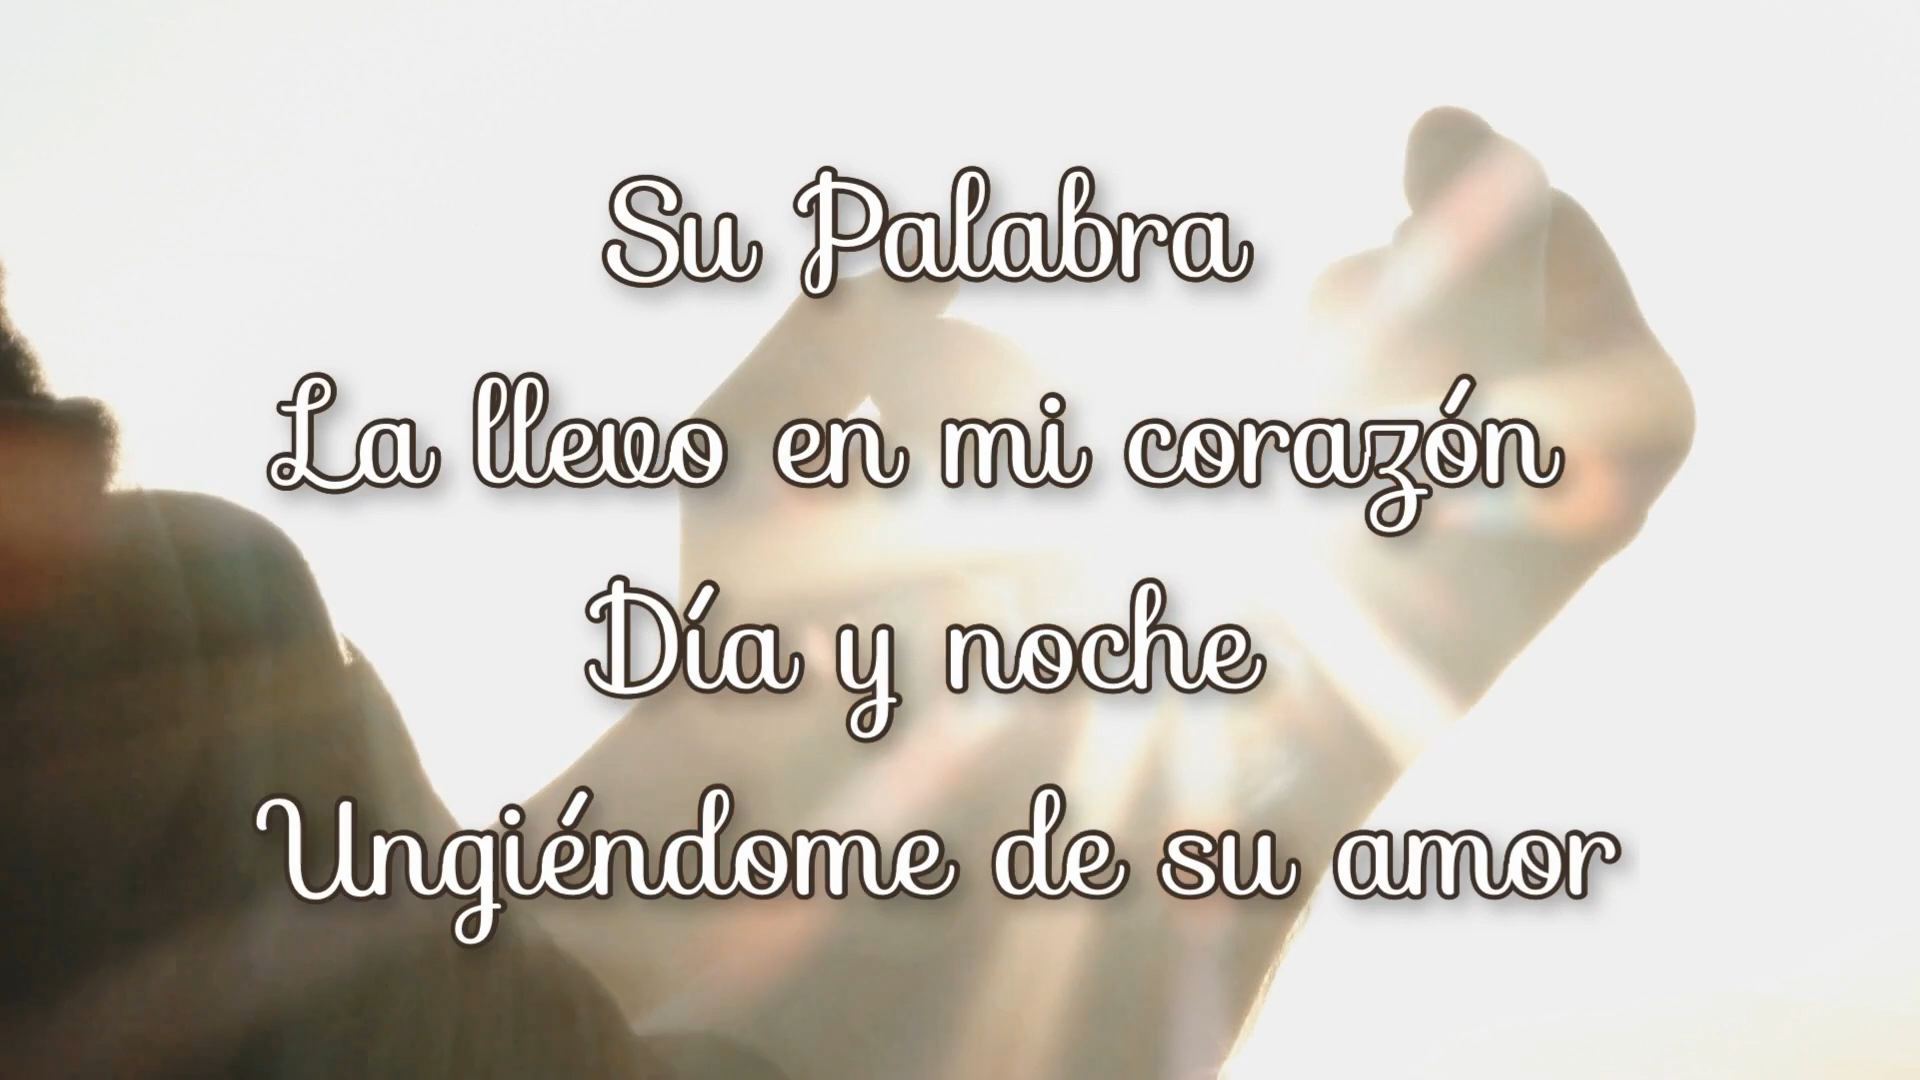 Su Palabra
La llevo en mi corazón
Día y noche
Ungiéndome de su amor